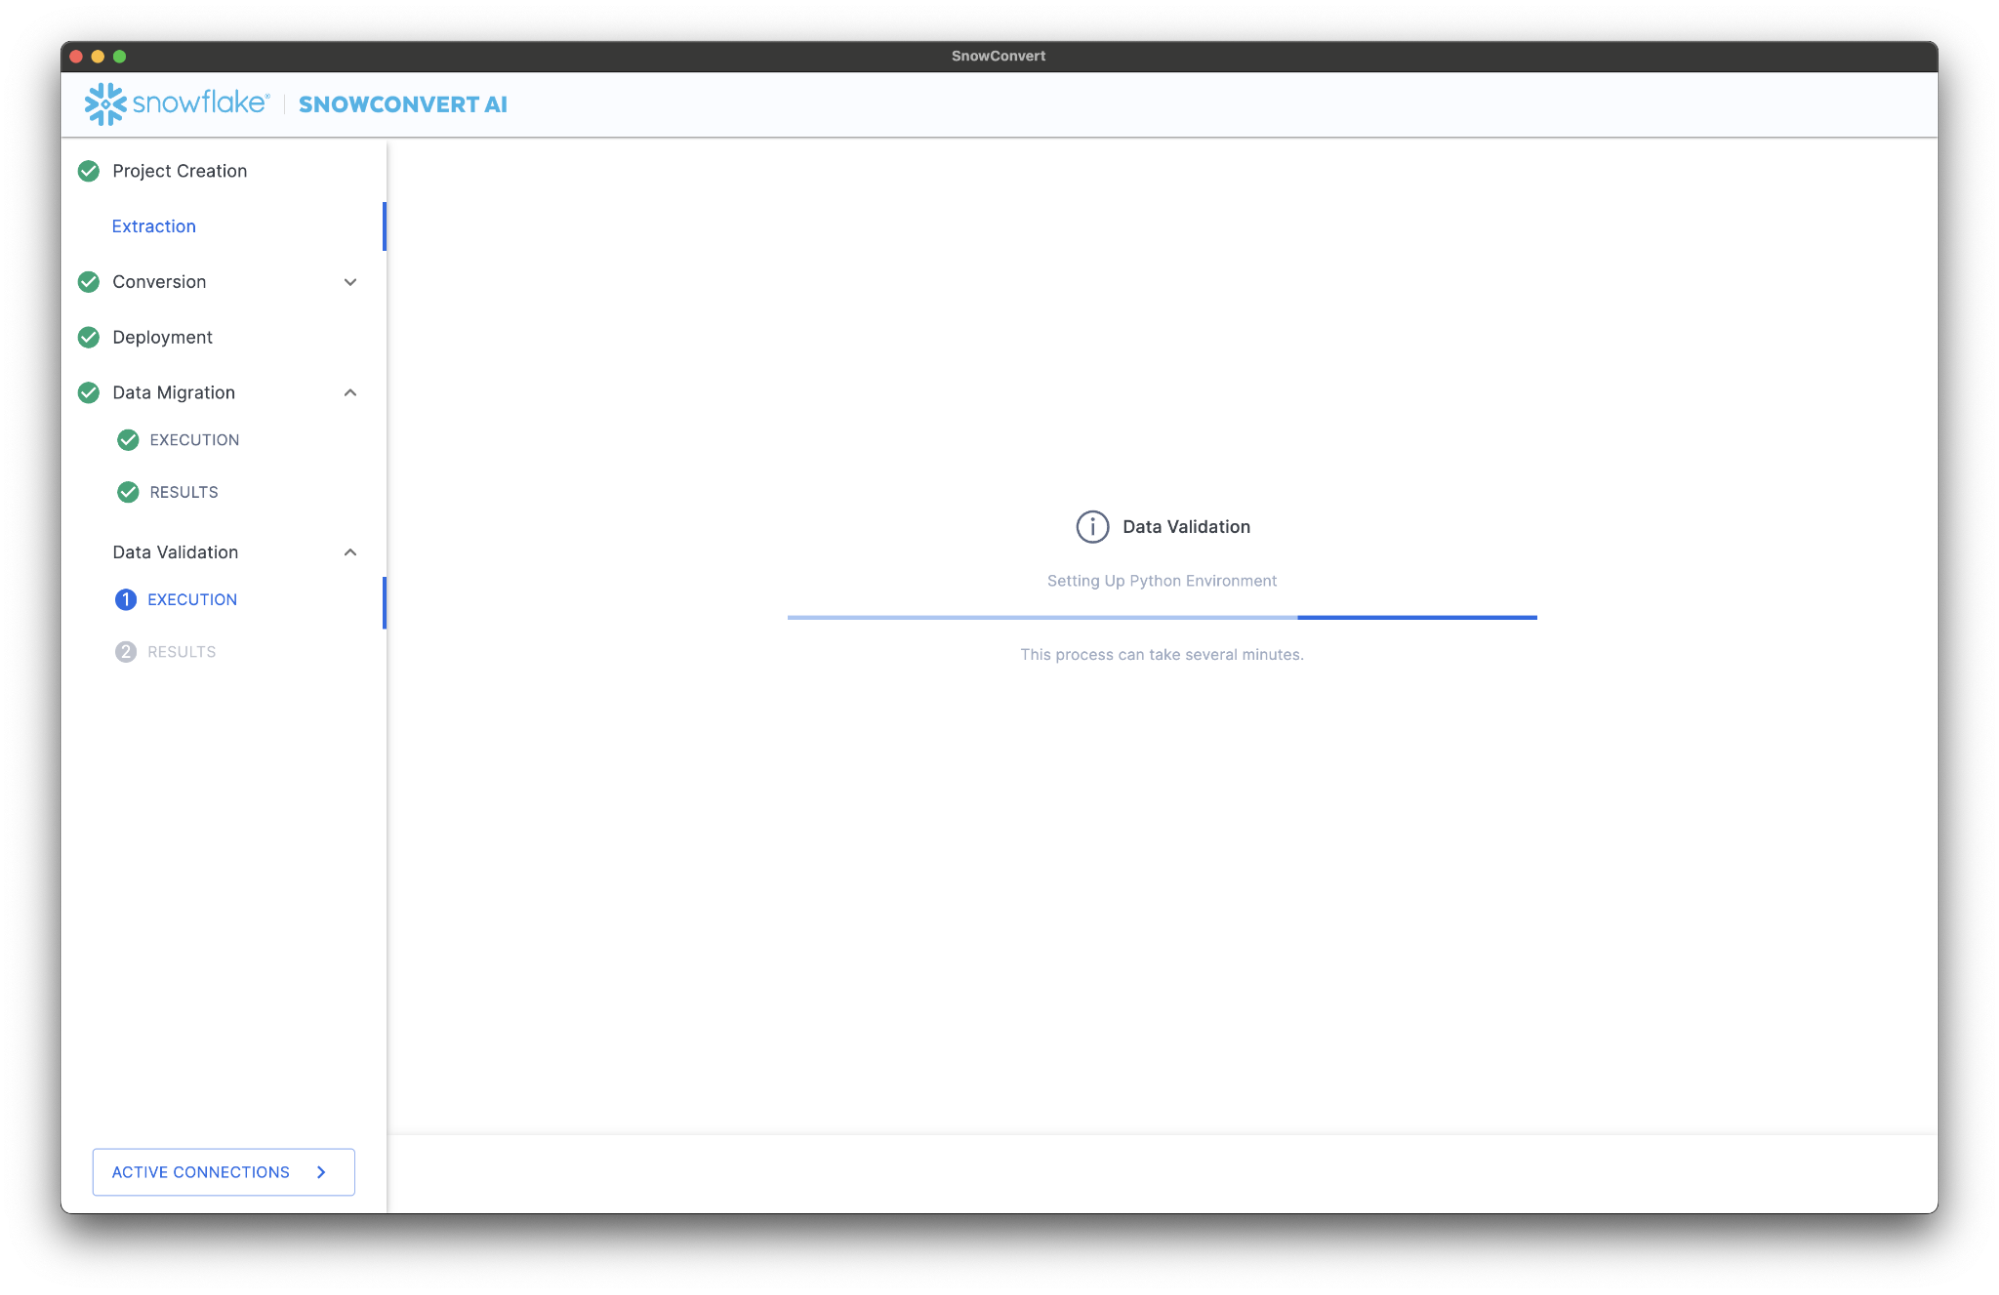 SnowConvert
snowflake® SNOWCONVERT AI
Project Creation
Extraction
Conversion
Deployment
Data Migration
EXECUTION
RESULTS
Data Validation
1 EXECUTION
2 RESULTS
ACTIVE CONNECTIONS
Data Validation
Setting Up Python Environment
This process can take several minutes.